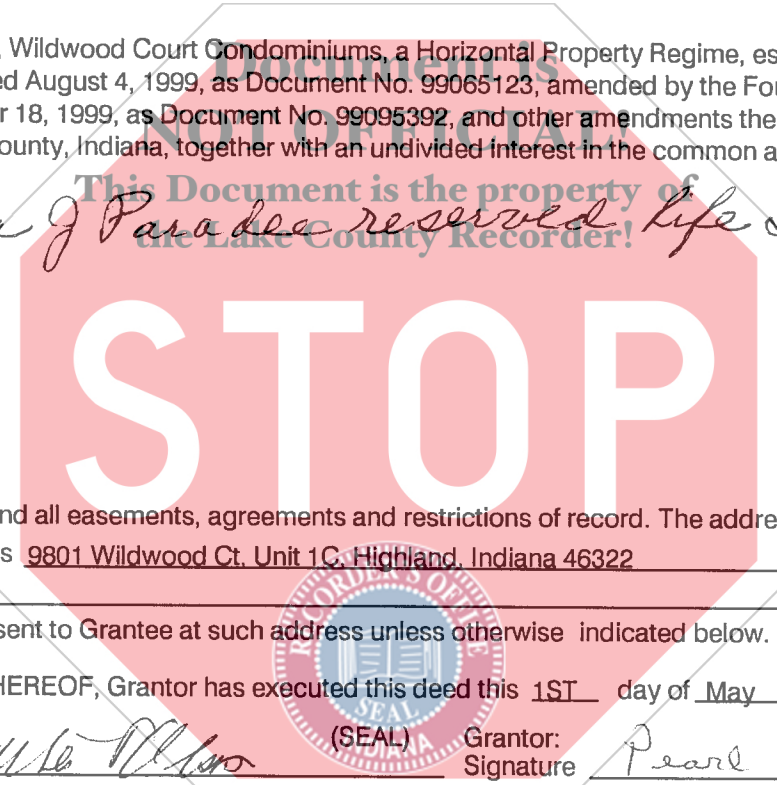 , Wildwood Court Condominiums, a Horizontal Property Regime, es
Document is
ed August 4, 1999, as Document No. 99065123, amended by the For
r 18, 1999, as Document No. 99095392, and other amendments the
NOT OFFICIAL!
ounty, Indiana, together with an undivided interest in the common a
This Document is the property of
J Paradee reserved life
the Lake County Recorder!
STOP
nd all easements, agreements and restrictions of record. The addre
s 9801 Wildwood Ct, Unit 1C, Highland, Indiana 46322
RECORDER'S OFFICE
sent to Grantee at such address unless otherwise indicated below.
HEREOF, Grantor has executed this deed this 1ST day of May
SEAL
(SEAL) Grantor:
Signature Pearl